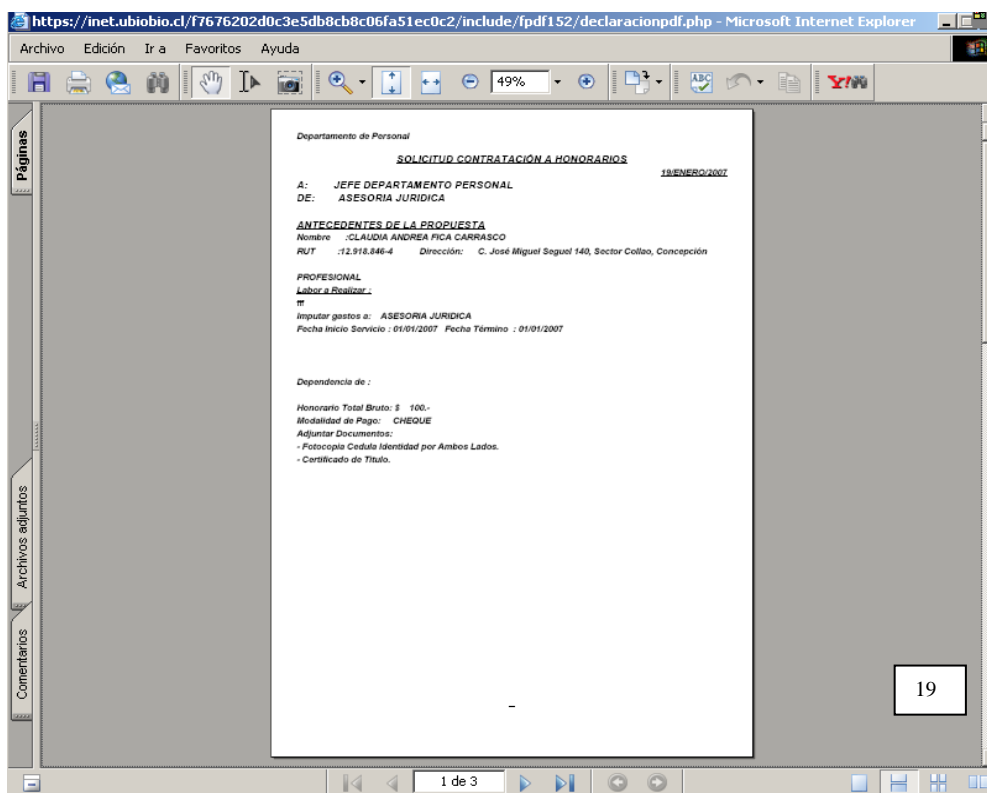 https://inet.ubiobio.cl/f7676202d0c3e5db8cb8c06fa51ec0c2/include/fpdf152/declaracionpdf.php - Microsoft Internet Explorer
Archivo Edición Ir a Favoritos Ayuda
49%
ABC
Y!
Páginas
Archivos adjuntos
Comentarios
Departamento de Personal
SOLICITUD CONTRATACIÓN A HONORARIOS
19/ENERO/2007
A: JEFE DEPARTAMENTO PERSONAL
DE: ASESORIA JURIDICA
ANTECEDENTES DE LA PROPUESTA
Nombre :CLAUDIA ANDREA FICA CARRASCO
RUT :12.918.846-4 Dirección: C. José Miguel Seguel 140, Sector Collao, Concepción
PROFESIONAL
Labor a Realizar :
Imputar gastos a: ASESORIA JURIDICA
Fecha Inicio Servicio : 01/01/2007 Fecha Término : 01/01/2007
Dependencia de :
Honorario Total Bruto: $ 100.-
Modalidad de Pago: CHEQUE
Adjuntar Documentos:
- Fotocopia Cedula Identidad por Ambos Lados.
- Certificado de Titulo.
19
1 de 3